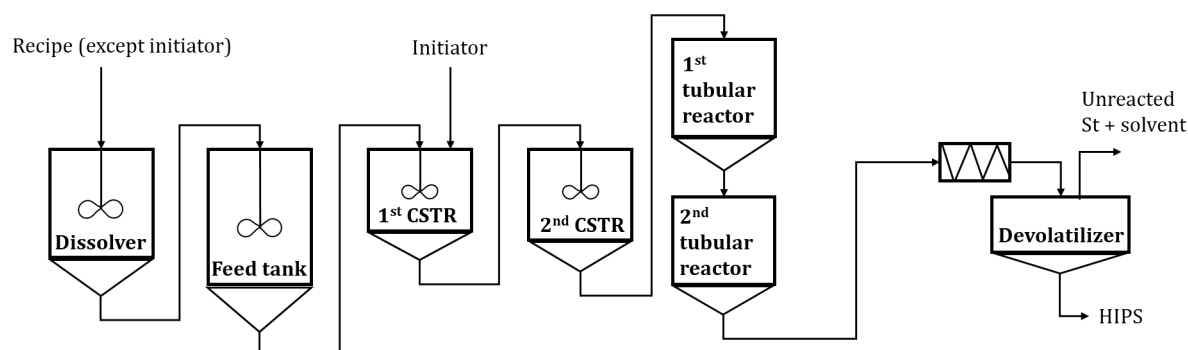 Recipe (except initiator)
Initiator
Dissolver
Feed tank
1st CSTR
2nd CSTR
1st
tubular
reactor
2nd
tubular
reactor
Unreacted
St + solvent
Devolatilizer
HIPS